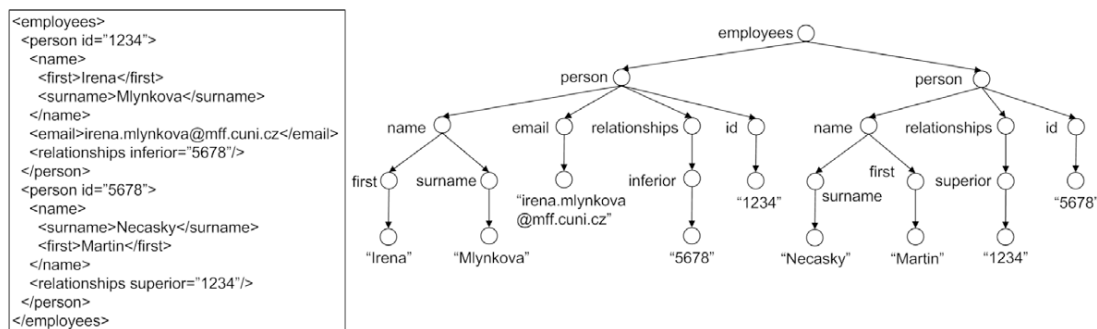 <employees>
<person id=”1234”>
<name>
<first>Irena</first>
<surname>Mlynkova</surname>
</name>
<email>irena.mlynkova@mff.cuni.cz</email>
<relationships inferior=”5678”/>
</person>
<person id=”5678”>
<name>
<surname>Necasky</surname>
<first>Martin</first>
</name>
<relationships superior=”1234”/>
</person>
</employees>
employees
person person
name email relationships id name relationships id
first surname inferior surname first superior
“irena.mlynkova
@mff.cuni.cz”
“1234” “5678”
“Irena” “Mlynkova” “5678” “Necasky” “Martin” “1234”